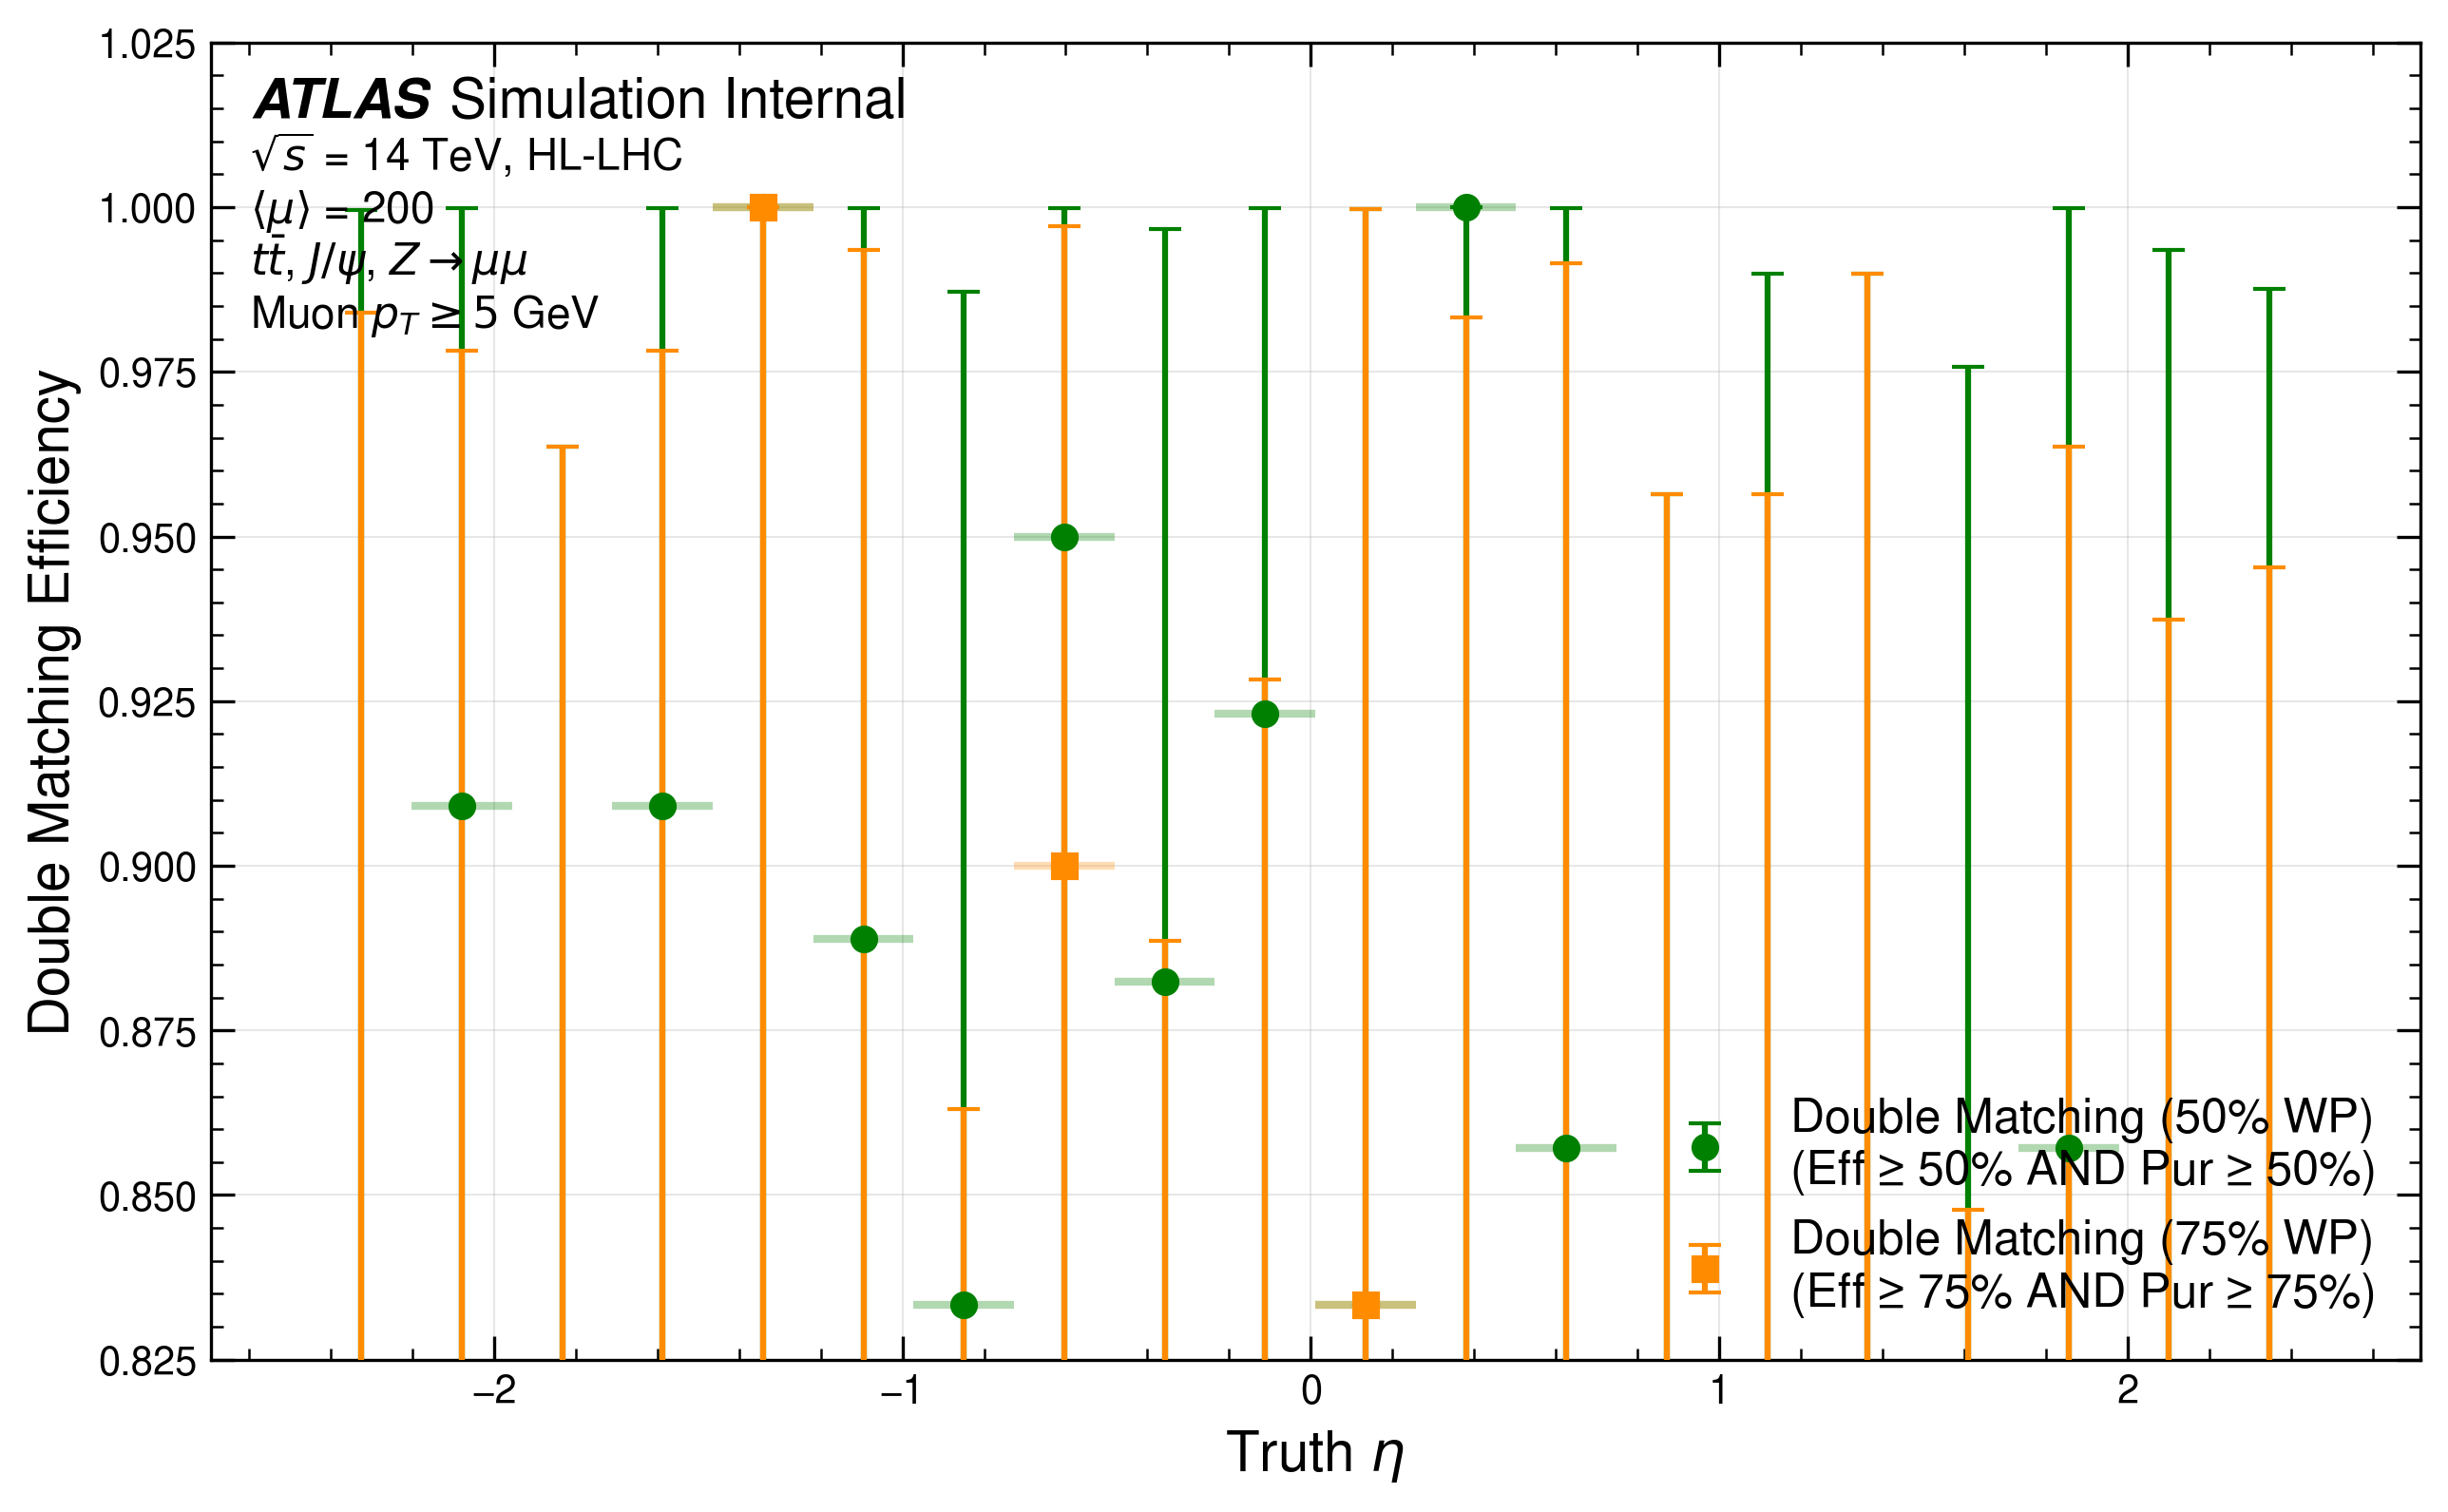 ATLAS Simulation Internal
√s = 14 TeV, HL-LHC
⟨μ⟩ = 200
tt̄, J/ψ, Z → μμ
Muon pT ≥ 5 GeV
1.025
1.000
0.975
0.950
0.925
0.900
0.875
0.850
0.825
Double Matching Efficiency
Double Matching (50% WP)
(Eff ≥ 50% AND Pur ≥ 50%)
Double Matching (75% WP)
(Eff ≥ 75% AND Pur ≥ 75%)
−2 −1 0 1 2
Truth η